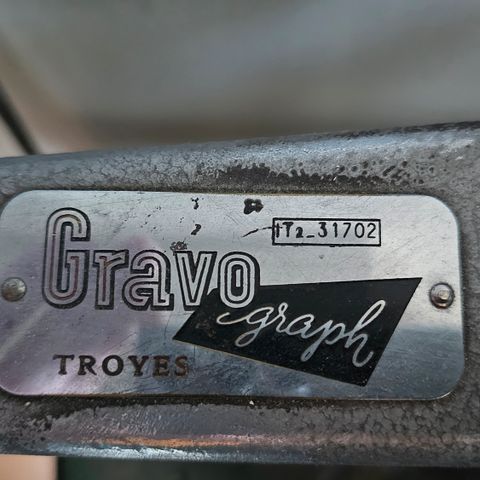 IT2_31702
Gravo
graph
TROYES